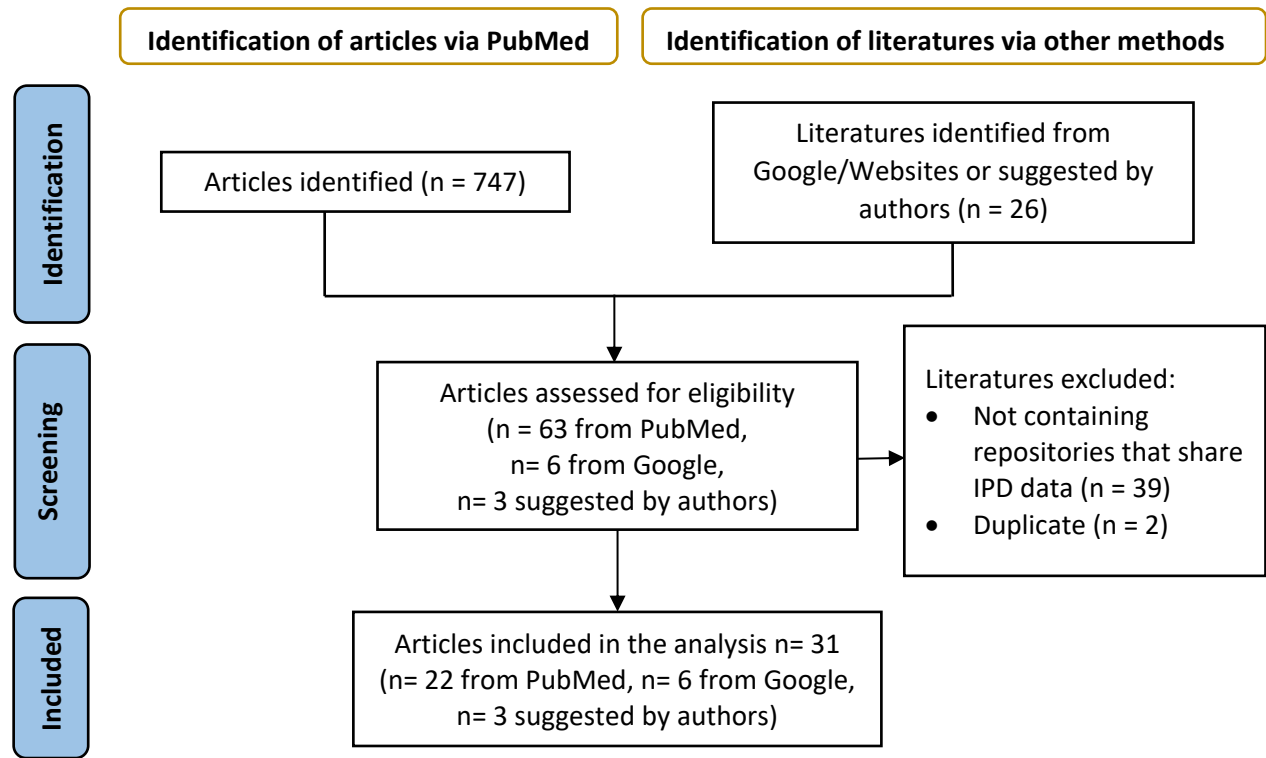 Identification of articles via PubMed
Identification of literatures via other methods
Identification
Articles identified (n = 747)
Literatures identified from
Google/Websites or suggested by
authors (n = 26)
Screening
Articles assessed for eligibility
(n = 63 from PubMed,
n= 6 from Google,
n= 3 suggested by authors)
Literatures excluded:
• Not containing
repositories that share
IPD data (n = 39)
• Duplicate (n = 2)
Included
Articles included in the analysis n= 31
(n= 22 from PubMed, n= 6 from Google,
n= 3 suggested by authors)